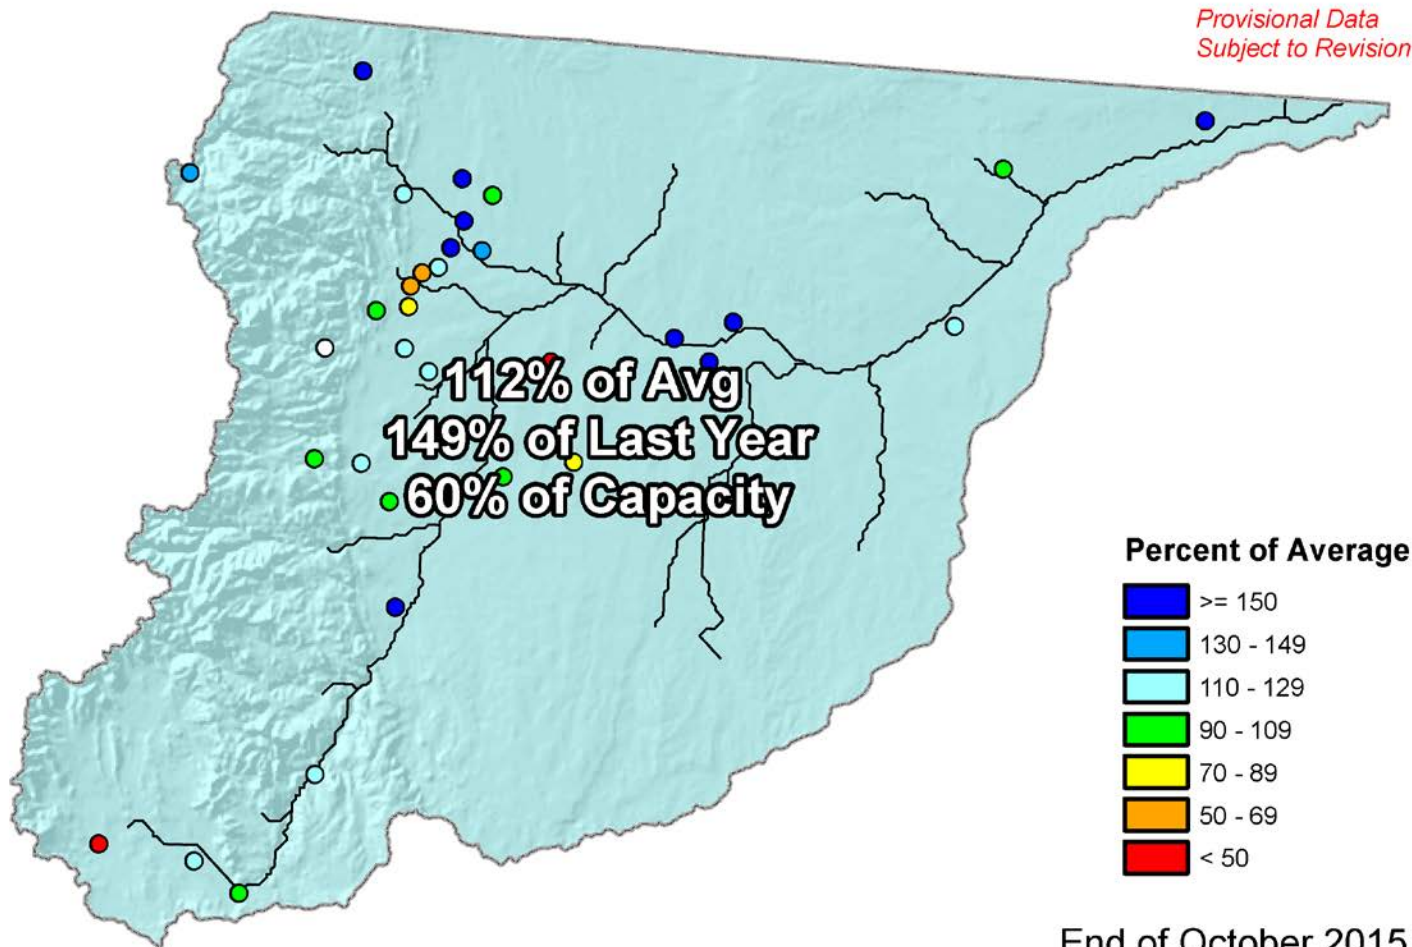 Provisional Data
Subject to Revision
112% of Avg
149% of Last Year
60% of Capacity
Percent of Average
>= 150
130 - 149
110 - 129
90 - 109
70 - 89
50 - 69
< 50
End of October 2015